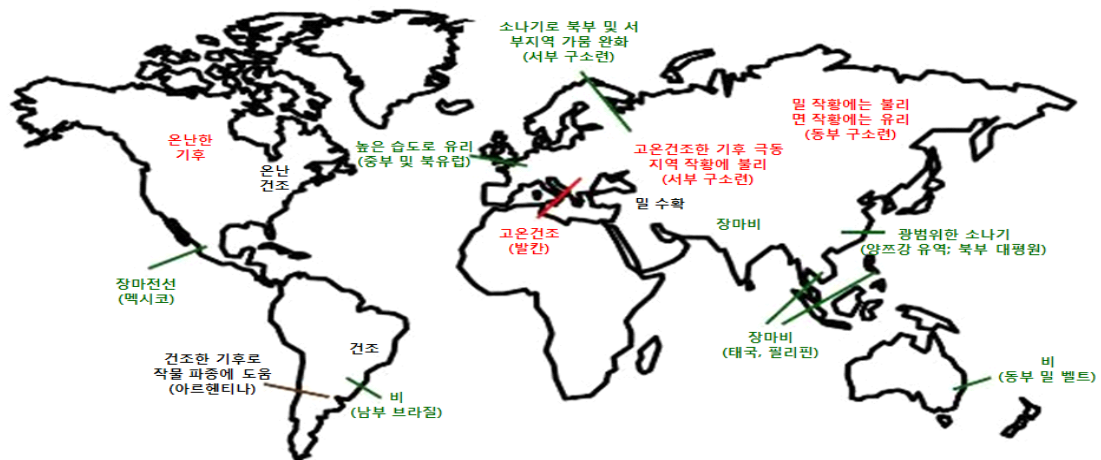 소나기로 북부 및 서
부지역 가뭄 완화
(서부 구소련)
밀 작황에는 불리
면 작황에는 유리
(동부 구소련)
온난한
기후
온난
건조
높은 습도로 유리
(중부 및 북유럽)
고온건조한 기후 극동
지역 작황에 불리
(서부 구소련)
밀 수확
고온건조
(발칸)
장마비
광범위한 소나기
(양쯔강 유역; 북부 대평원)
장마전선
(멕시코)
장마비
(태국, 필리핀)
건조
건조한 기후로
작물 파종에 도움
(아르헨티나)
비
(남부 브라질)
비
(동부 밀 벨트)